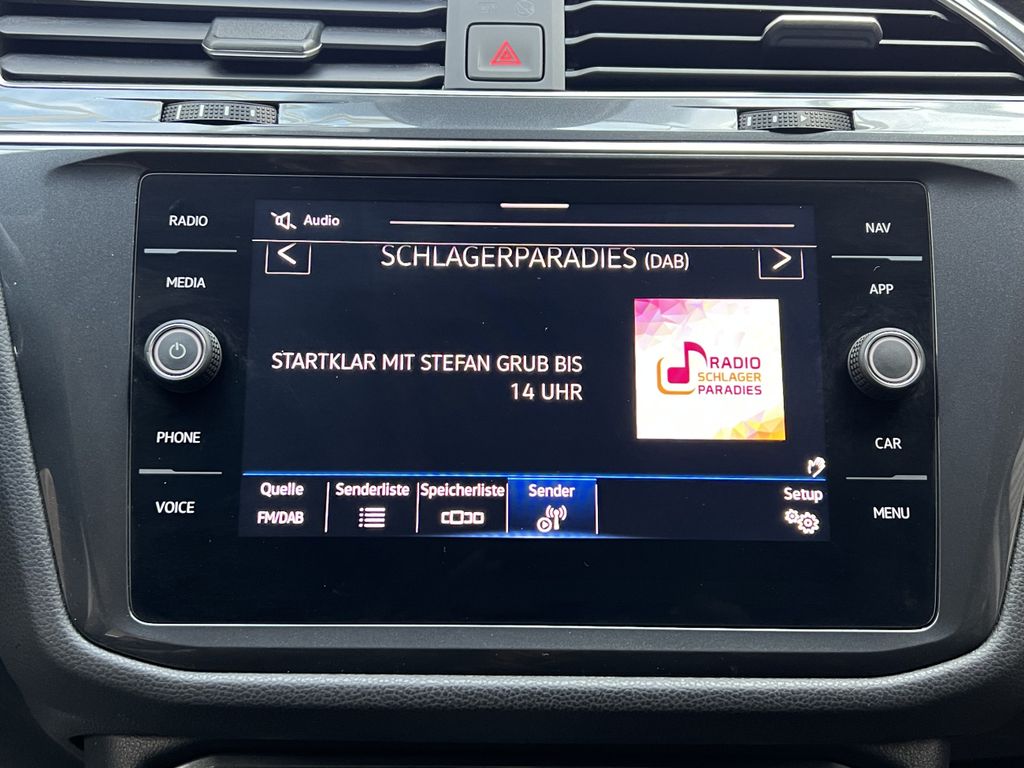 RADIO
MEDIA
PHONE
VOICE
Audio
< SCHLAGERPARADIES (DAB) >
STARTKLAR MIT STEFAN GRUB BIS
14 UHR
RADIO
SCHLAGER
PARADIES
Quelle
FM/DAB
Senderliste
Speicherliste
Sender
Setup
NAV
APP
CAR
MENU